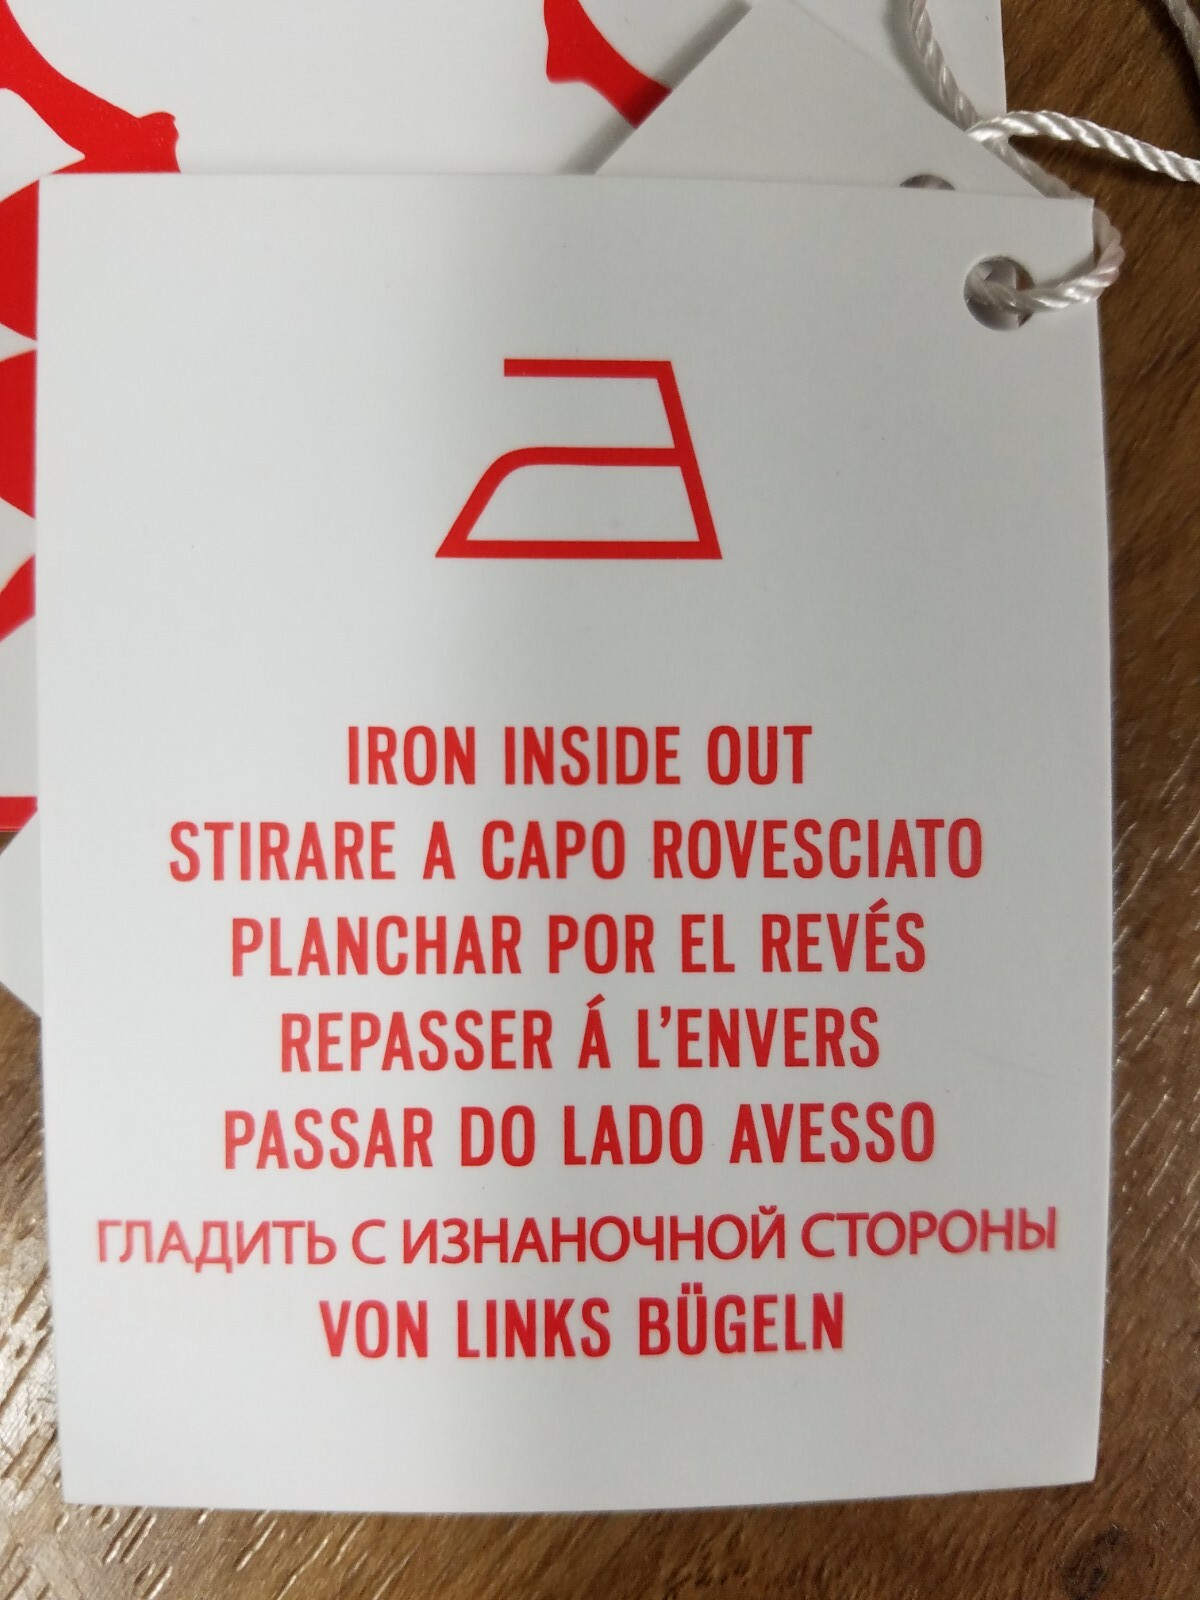 IRON INSIDE OUT
STIRARE A CAPO ROVESCIATO
PLANCHAR POR EL REVÉS
REPASSER Á L'ENVERS
PASSAR DO LADO AVESSO
ГЛАДИТЬ С ИЗНАНОЧНОЙ СТОРОНЫ
VON LINKS BÜGELN